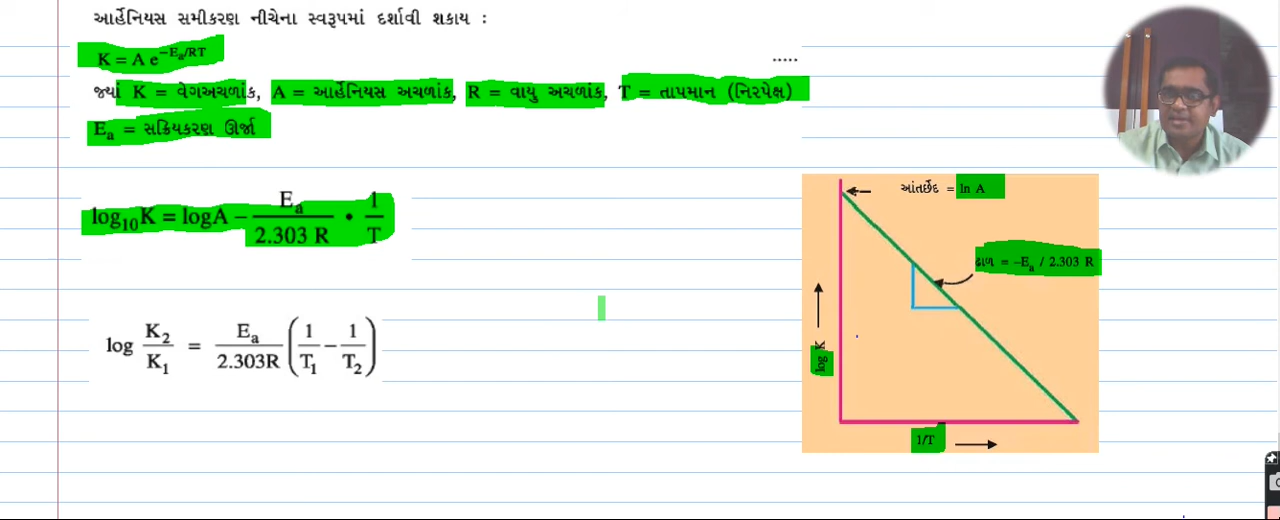 આર્હેનિયસ સમીકરણ નીચેના સ્વરૂપમાં દર્શાવી શકાય :
K = A e^–Ea/RT .....
જ્યાં K = વેગઅચળાંક, A = આર્હેનિયસ અચળાંક, R = વાયુ અચળાંક, T = તાપમાન (નિરપેક્ષ)
Ea = સક્રિયકરણ ઊર્જા
log10K = logA – Ea/2.303 R • 1/T
log K2/K1 = Ea/2.303R (1/T1 – 1/T2)
આંતર્છેદ = ln A
ઢાળ = –Ea / 2.303 R
log K
1/T